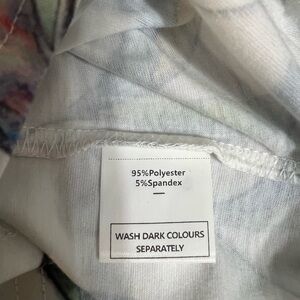 95%Polyester
5%Spandex
WASH DARK COLOURS
SEPARATELY